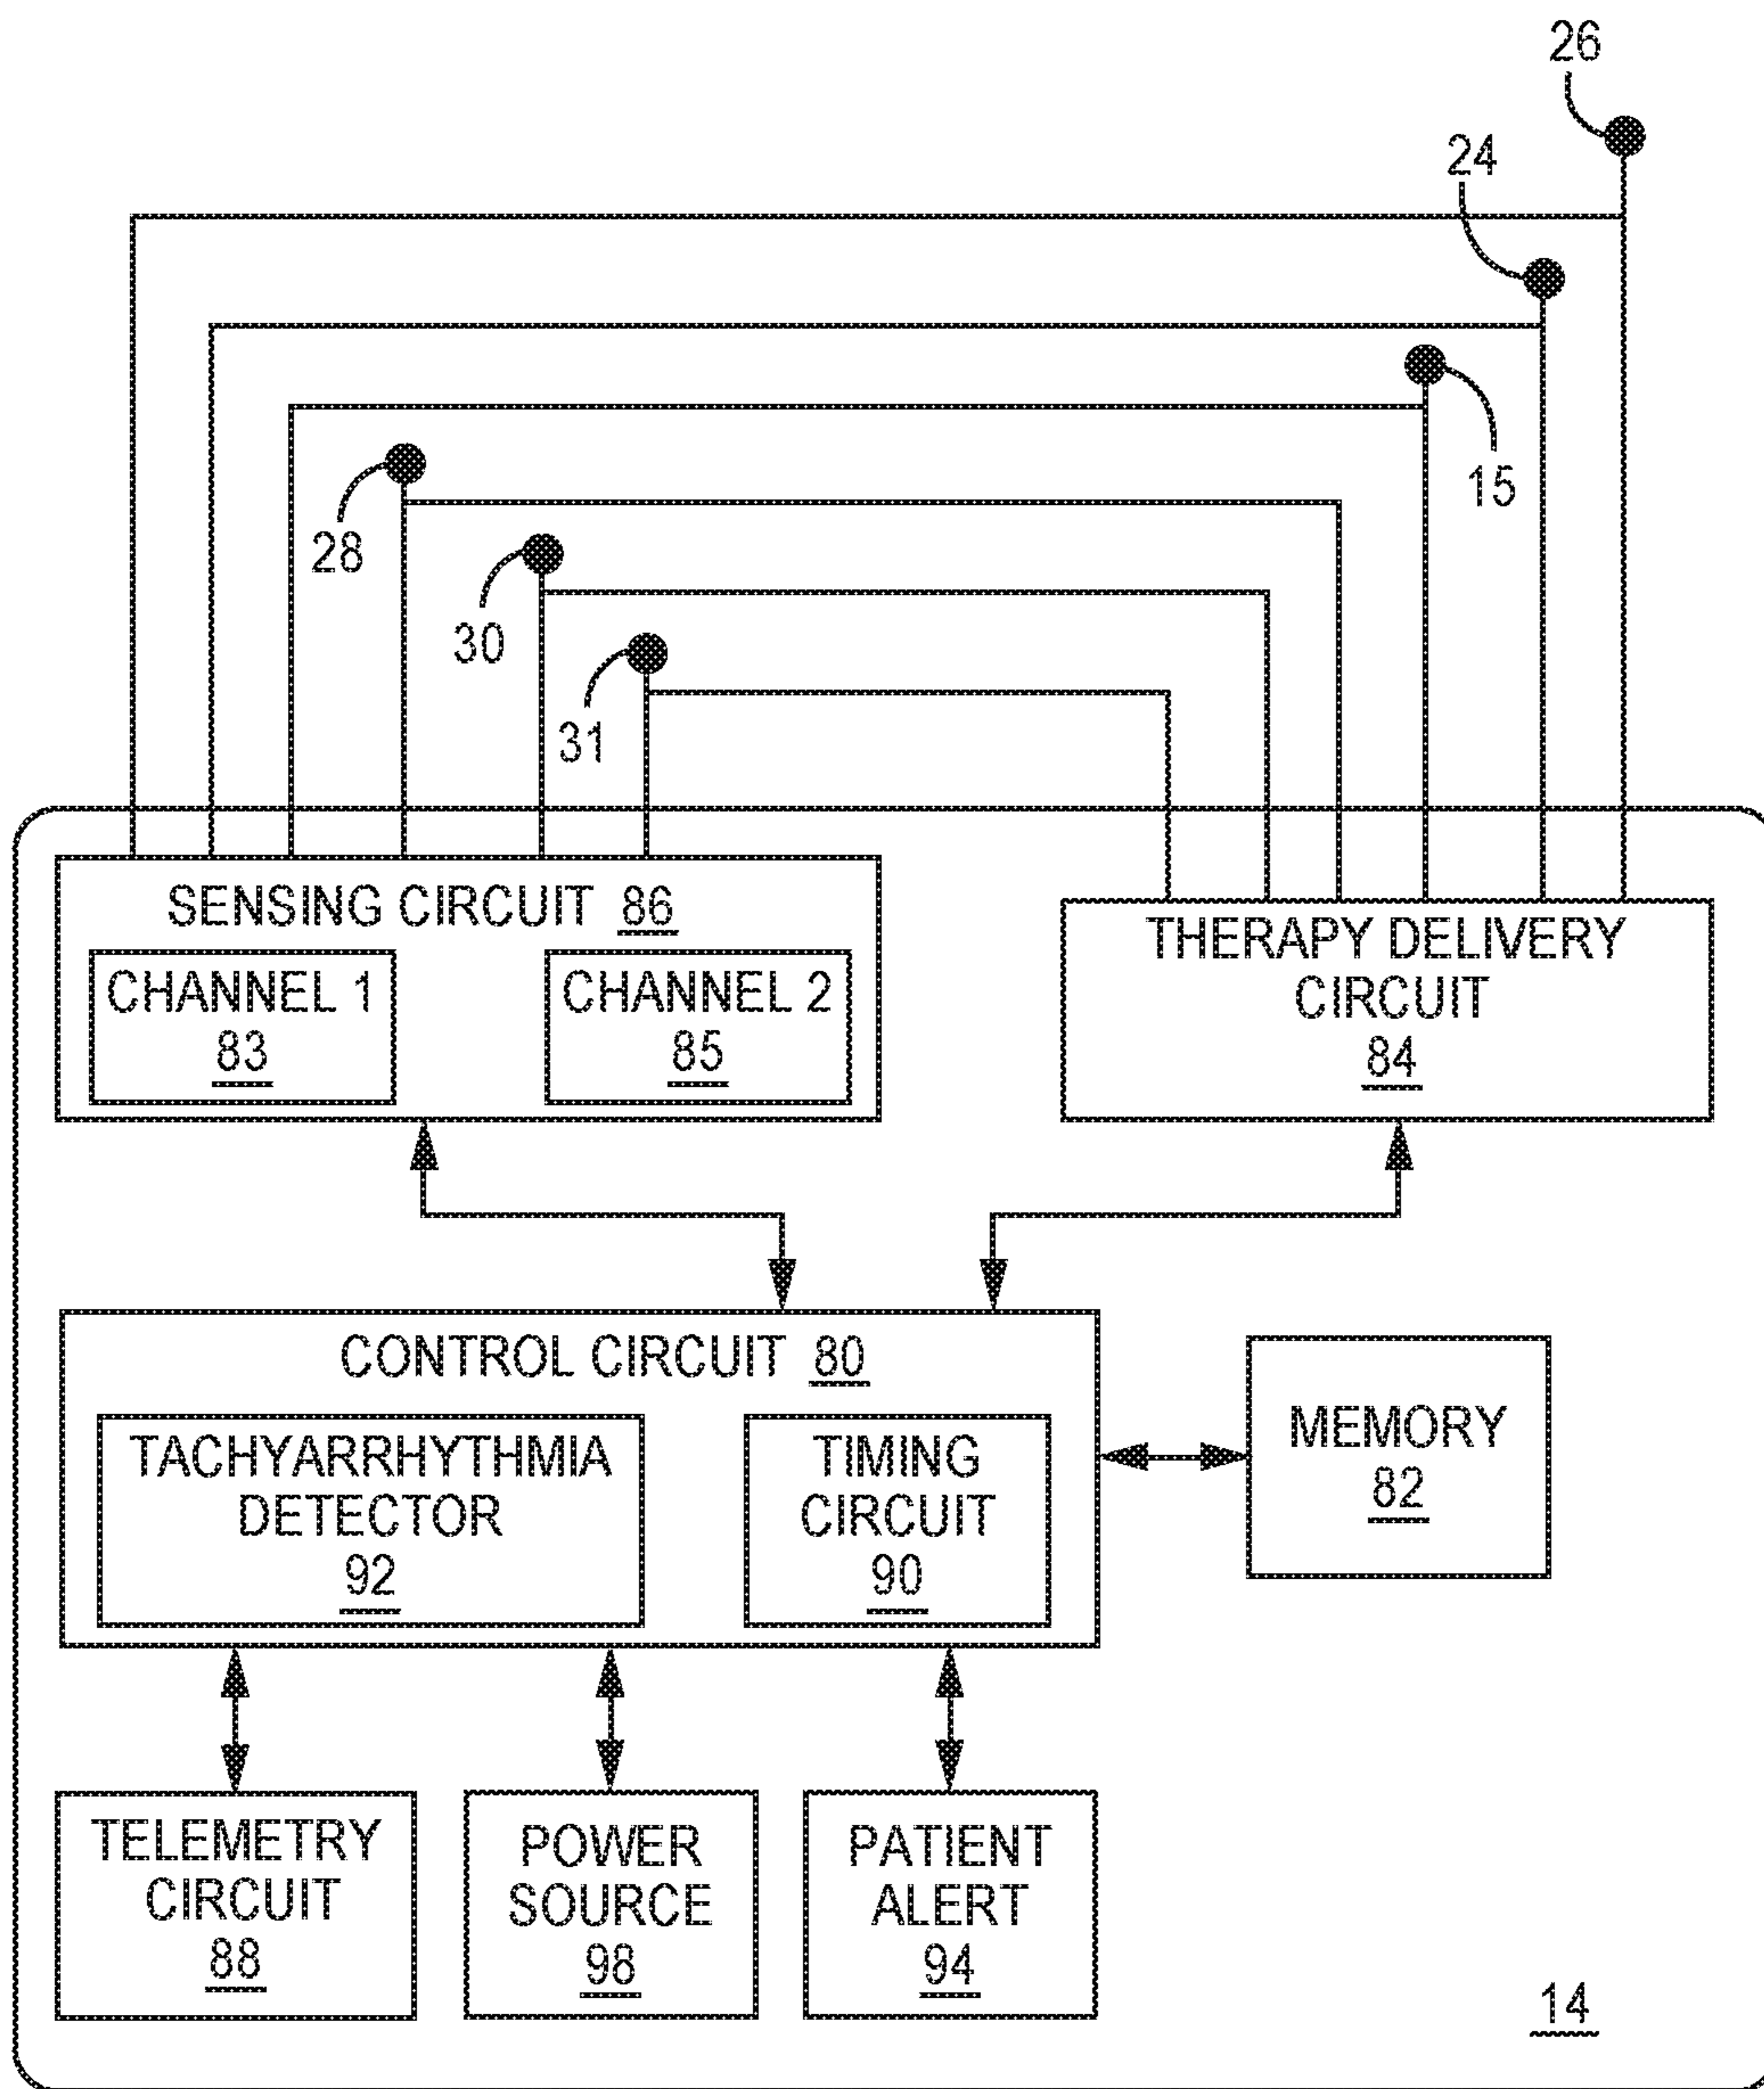 26
24
15
28
30
31
SENSING CIRCUIT 86
CHANNEL 1
83
CHANNEL 2
85
THERAPY DELIVERY
CIRCUIT
84
CONTROL CIRCUIT 80
TACHYARRHYTHMIA
DETECTOR
92
TIMING
CIRCUIT
90
MEMORY
82
TELEMETRY
CIRCUIT
88
POWER
SOURCE
98
PATIENT
ALERT
94
14